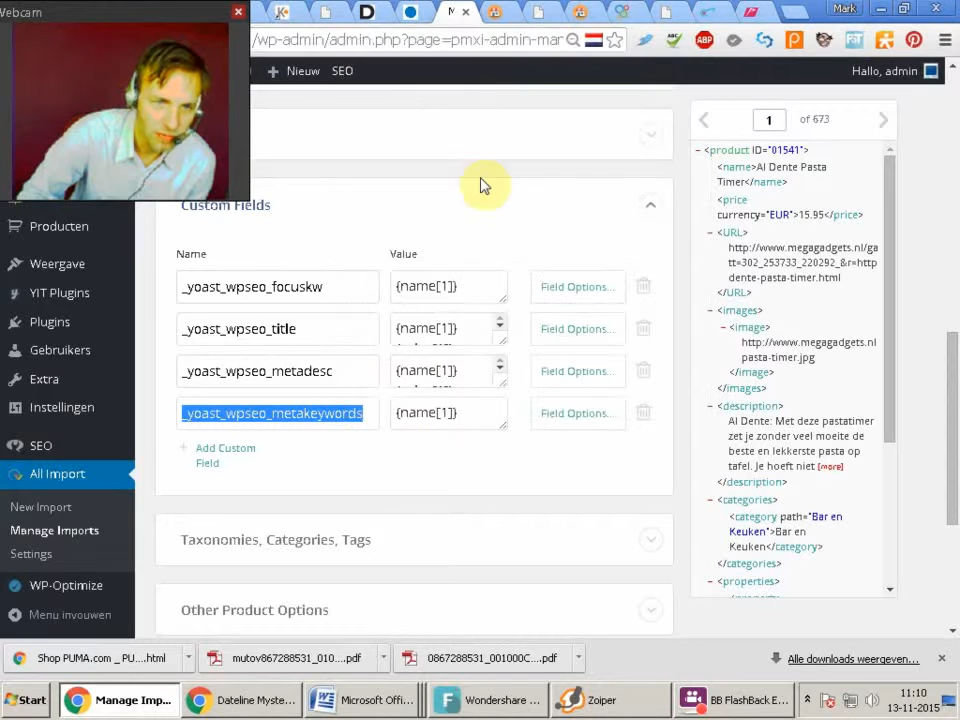 Webcam
M
Mark
/wp-admin/admin.php?page=pmxi-admin-mar
ABP
Nieuw
SEO
Hallo, admin
Producten
Weergave
YIT Plugins
Plugins
Gebruikers
Extra
Instellingen
SEO
All Import
New Import
Manage Imports
Settings
WP-Optimize
Menu invouwen
Custom Fields
Name
Value
_yoast_wpseo_focuskw
{name[1]}
Field Options...
_yoast_wpseo_title
{name[1]}
Field Options...
_yoast_wpseo_metadesc
{name[1]}
Field Options...
_yoast_wpseo_metakeywords
{name[1]}
Field Options...
Add Custom
Field
Taxonomies, Categories, Tags
Other Product Options
1
of 673
<product ID="01541">
<name>Al Dente Pasta
Timer</name>
<price
currency="EUR">15.95</price>
<URL>
http://www.megagadgets.nl/ga
tt=302_253733_220292_&r=http
dente-pasta-timer.html
</URL>
<images>
<image>
http://www.megagadgets.nl
pasta-timer.jpg
</image>
</images>
<description>
Al Dente: Met deze pastatimer
zet je zonder veel moeite de
beste en lekkerste pasta op
tafel. Je hoeft niet [more]
</description>
<categories>
<category path="Bar en
Keuken">Bar en
Keuken</category>
</categories>
<properties>
Shop PUMA.com _ PU....html
mutov867288531_010....pdf
0867288531_001000C....pdf
Alle downloads weergeven...
Start
Manage Imp...
Dateline Myste...
Microsoft Offi...
Wondershare ...
Zoiper
BB FlashBack E...
11:10
13-11-2015